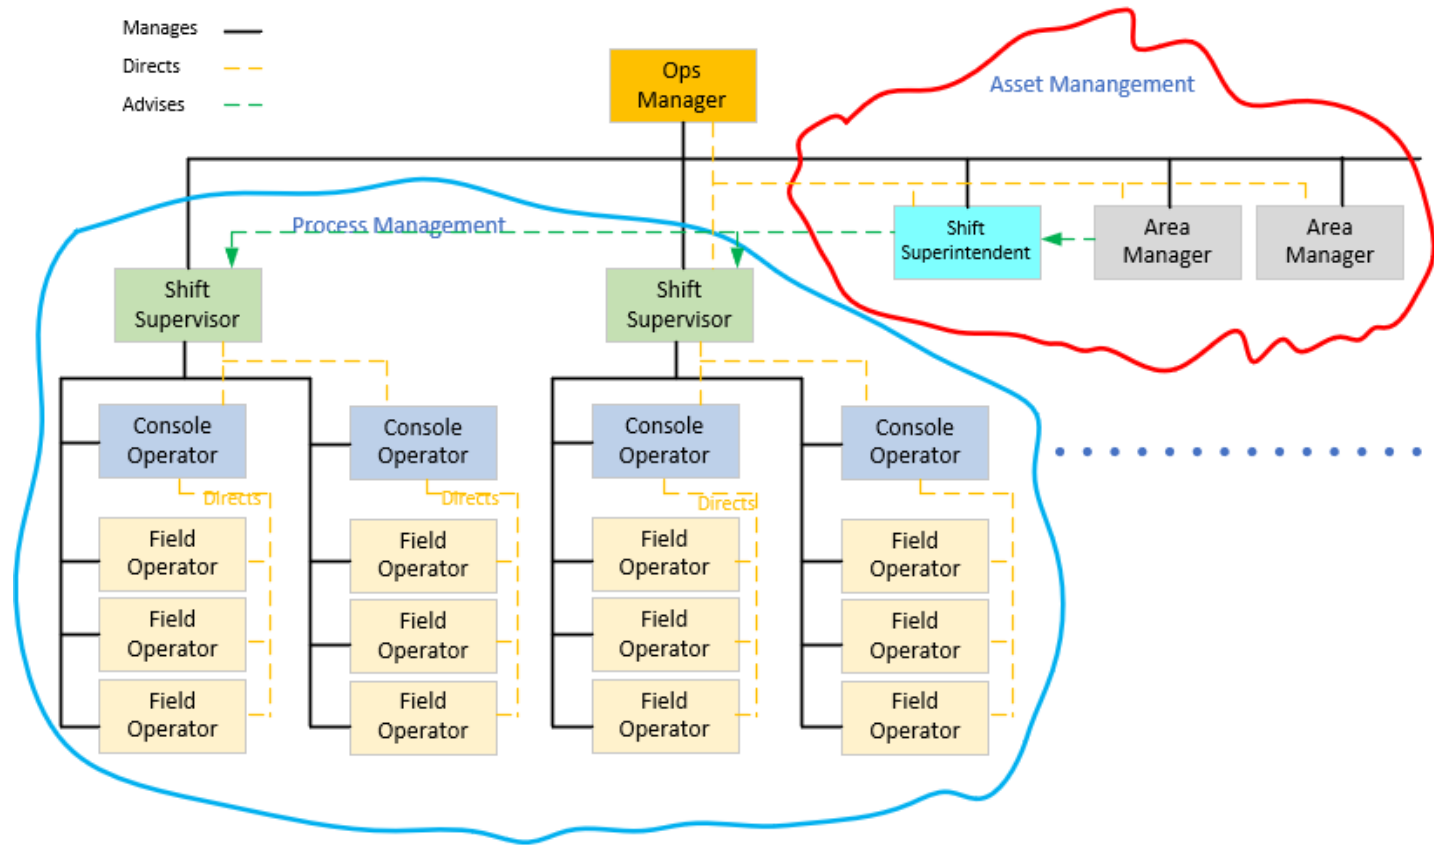 Manages
Directs
Advises
Ops
Manager
Asset Manangement
Process Management
Shift
Superintendent
Area
Manager
Area
Manager
Shift
Supervisor
Shift
Supervisor
Console
Operator
Console
Operator
Console
Operator
Console
Operator
Directs
Directs
Directs
Field
Operator
Field
Operator
Field
Operator
Field
Operator
Field
Operator
Field
Operator
Field
Operator
Field
Operator
Field
Operator
Field
Operator
Field
Operator
Field
Operator